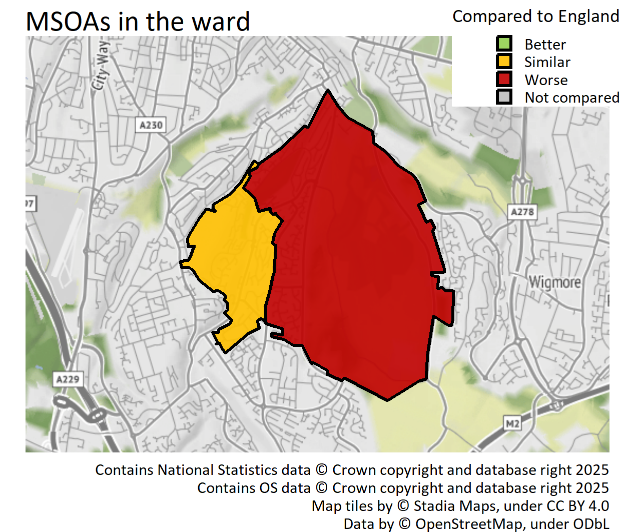 MSOAs in the ward
Compared to England
Better
Similar
Worse
Not compared
City Way
A230
A278
Wigmore
A229
M2
Contains National Statistics data © Crown copyright and database right 2025
Contains OS data © Crown copyright and database right 2025
Map tiles by © Stadia Maps, under CC BY 4.0
Data by © OpenStreetMap, under ODbL